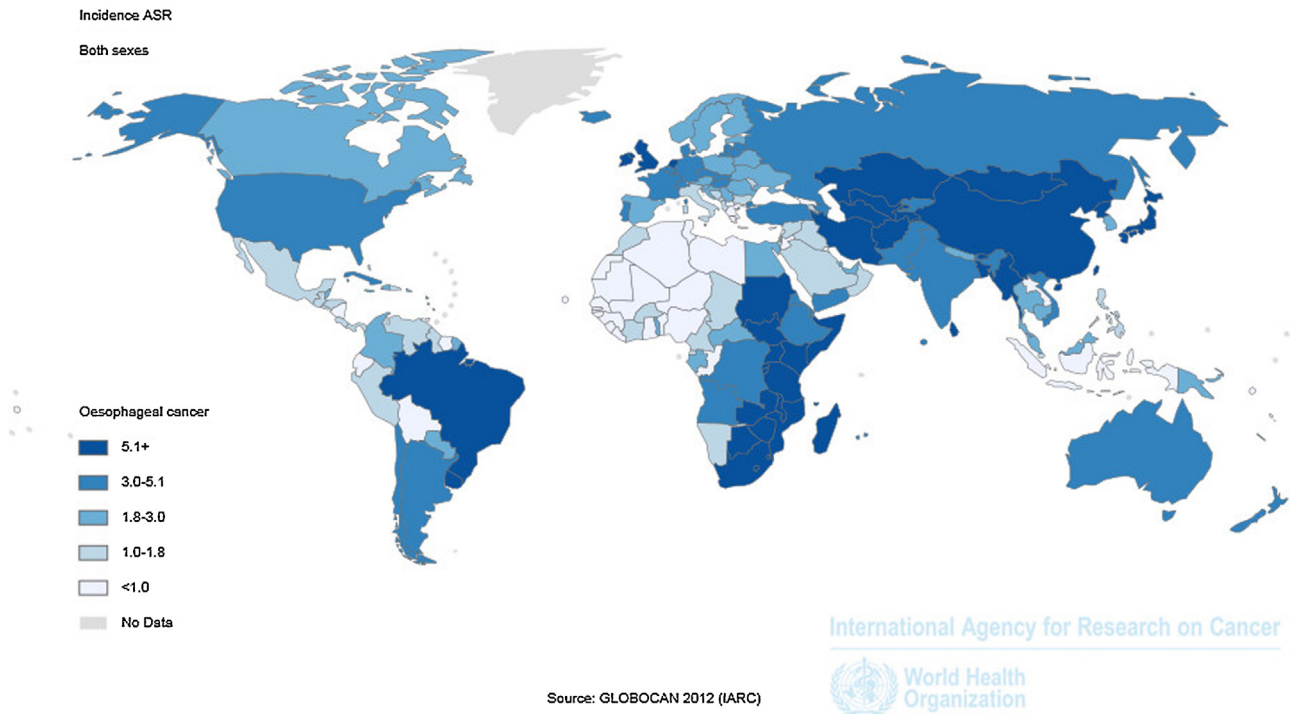 Incidence ASR
Both sexes
Oesophageal cancer
5.1+
3.0-5.1
1.8-3.0
1.0-1.8
<1.0
No Data
International Agency for Research on Cancer
World Health
Organization
Source: GLOBOCAN 2012 (IARC)